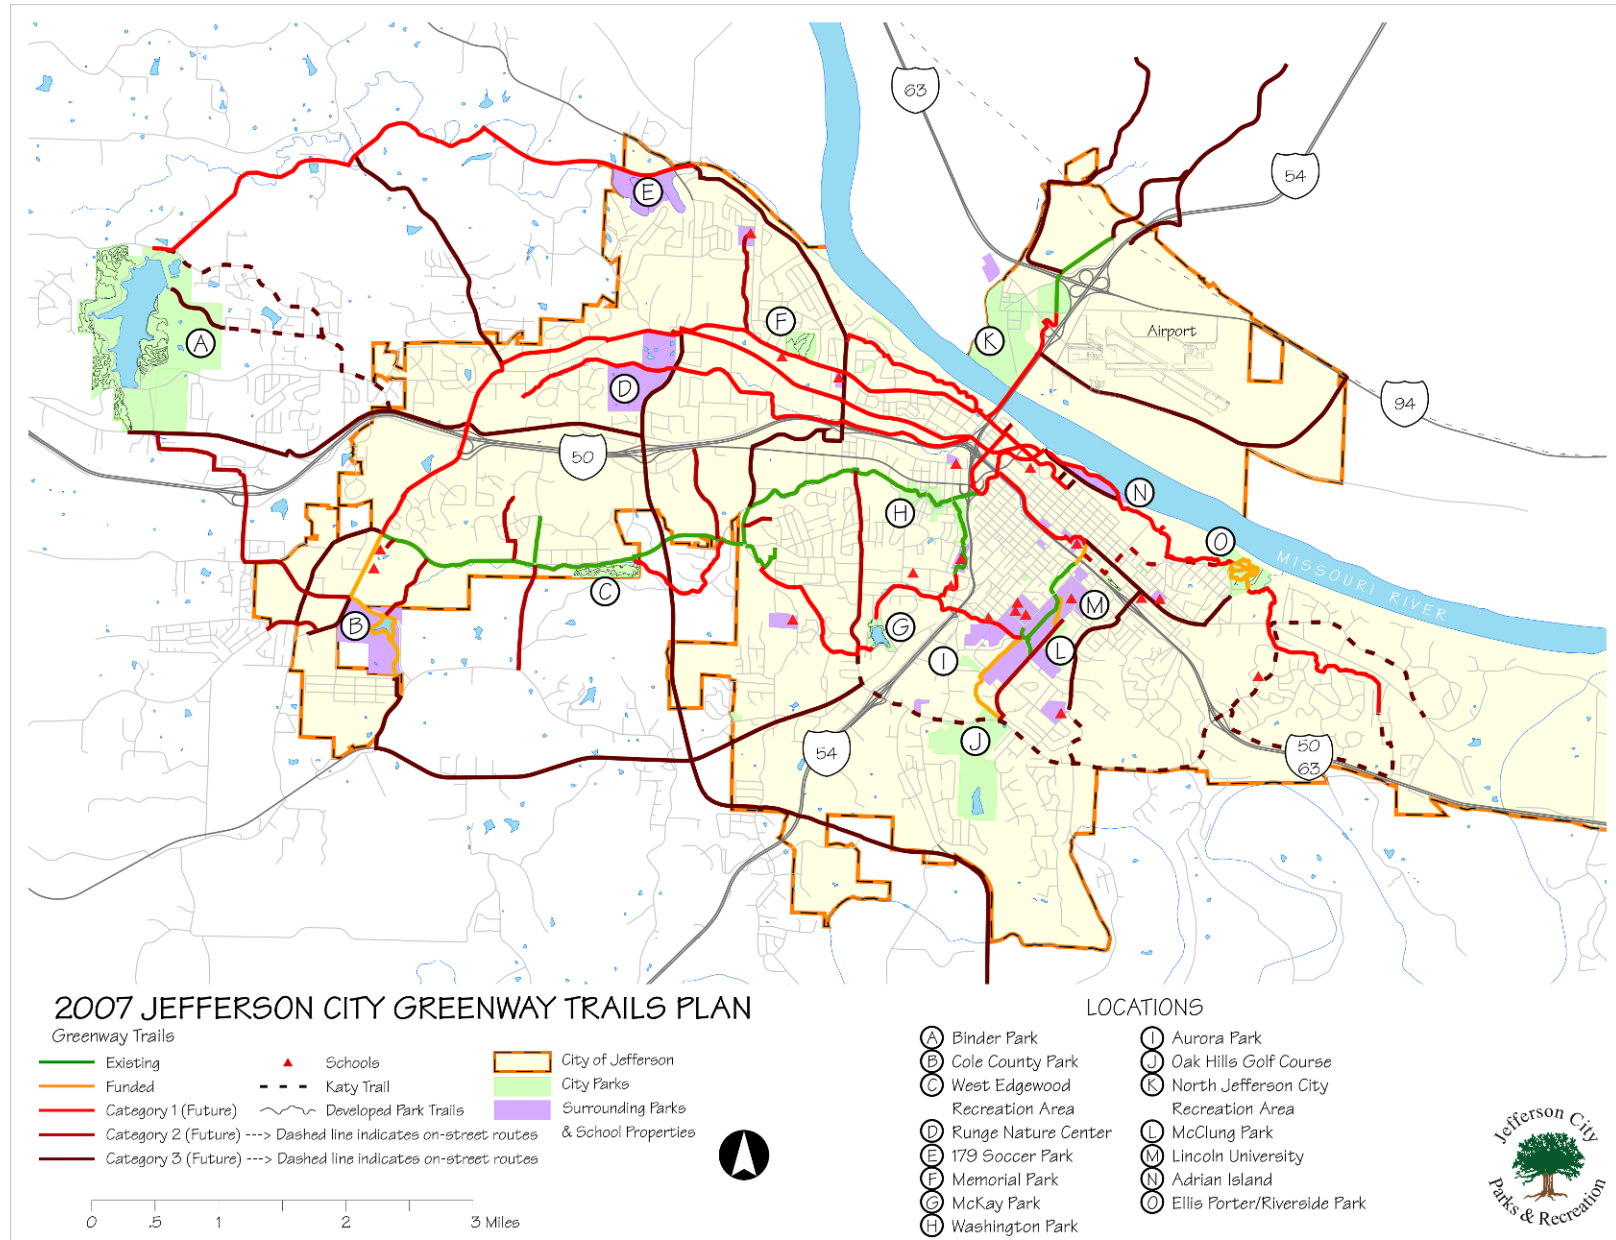 63
54
E
F
A
K
Airport
D
94
50
N
H
O
MISSOURI RIVER
C
M
B
G
L
I
J
54
50
63
2007 JEFFERSON CITY GREENWAY TRAILS PLAN
Greenway Trails
Existing
Funded
Category 1 (Future)
Category 2 (Future) ---> Dashed line indicates on-street routes
Category 3 (Future) ---> Dashed line indicates on-street routes
Schools
Katy Trail
Developed Park Trails
City of Jefferson
City Parks
Surrounding Parks
& School Properties
0 .5 1 2 3 Miles
LOCATIONS
A Binder Park
B Cole County Park
C West Edgewood
Recreation Area
D Runge Nature Center
E 179 Soccer Park
F Memorial Park
G McKay Park
H Washington Park
I Aurora Park
J Oak Hills Golf Course
K North Jefferson City
Recreation Area
L McClung Park
M Lincoln University
N Adrian Island
O Ellis Porter/Riverside Park
Jefferson City
Parks & Recreation